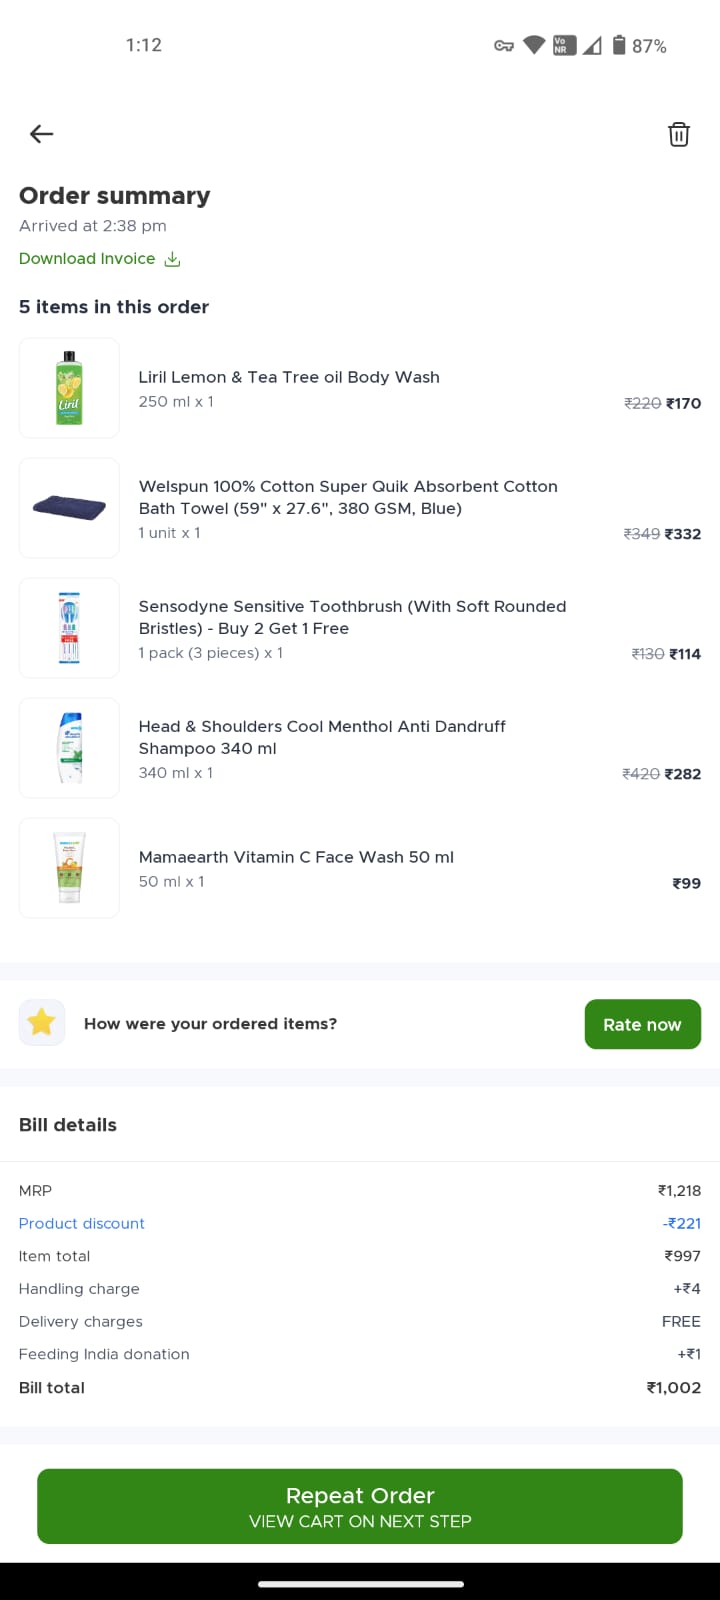 1:12
Vo
NR
87%
Order summary
Arrived at 2:38 pm
Download Invoice
5 items in this order
Liril
Liril Lemon & Tea Tree oil Body Wash
250 ml x 1
₹220 ₹170
Welspun 100% Cotton Super Quik Absorbent Cotton
Bath Towel (59" x 27.6", 380 GSM, Blue)
1 unit x 1
₹349 ₹332
Sensodyne Sensitive Toothbrush (With Soft Rounded
Bristles) - Buy 2 Get 1 Free
1 pack (3 pieces) x 1
₹130 ₹114
Head & Shoulders Cool Menthol Anti Dandruff
Shampoo 340 ml
340 ml x 1
₹420 ₹282
Mamaearth Vitamin C Face Wash 50 ml
50 ml x 1
₹99
How were your ordered items?
Rate now
Bill details
MRP ₹1,218
Product discount -₹221
Item total ₹997
Handling charge +₹4
Delivery charges FREE
Feeding India donation +₹1
Bill total ₹1,002
Repeat Order
VIEW CART ON NEXT STEP